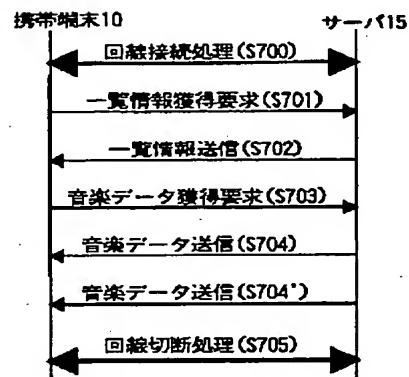 携帯端末10
サーバ15
回線接続処理(S700)
一覧情報獲得要求(S701)
一覧情報送信(S702)
音楽データ獲得要求(S703)
音楽データ送信(S704)
音楽データ送信(S704')
回線切断処理(S705)